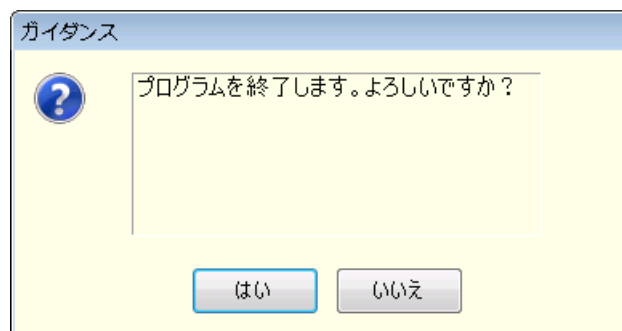 ガイダンス
プログラムを終了します。よろしいですか？
はい
いいえ